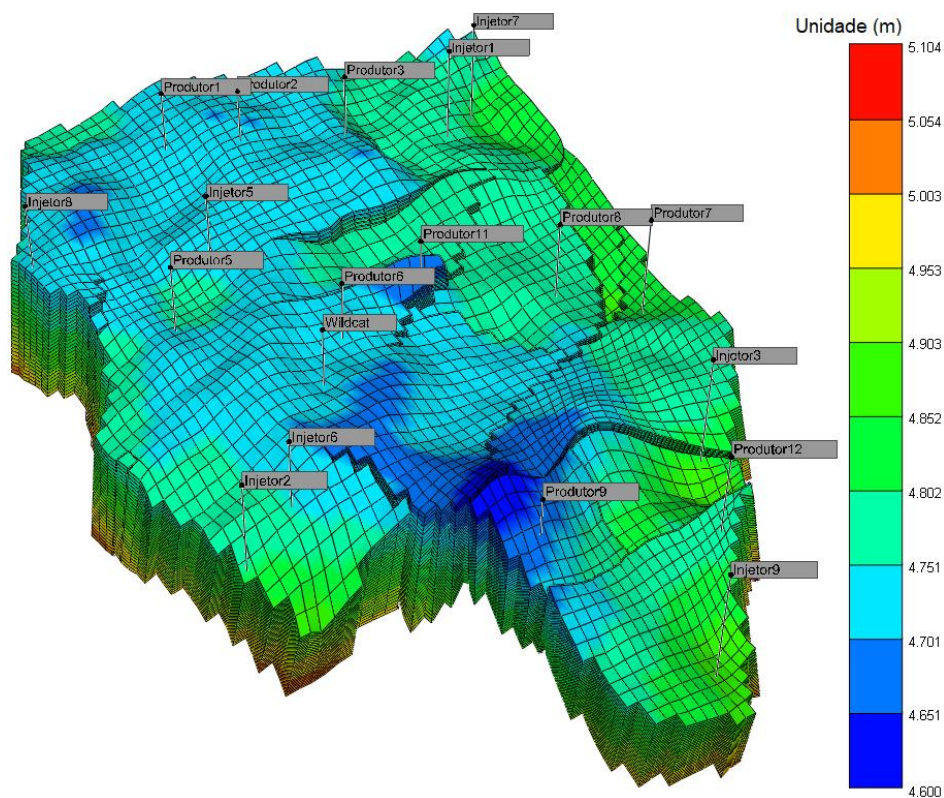 Injetor7
Unidade (m)
Injetor1
5.104
Produtor3
Produtor1
Produtor2
5.054
5.003
Injetor5
Injetor8
Produtor8
Produtor7
Produtor11
4.953
Produtor5
Produtor6
Wildcat
4.903
Injetor3
4.852
Injetor6
Produtor12
Injetor2
Produtor9
4.802
4.751
Injetor9
4.701
4.651
4.600